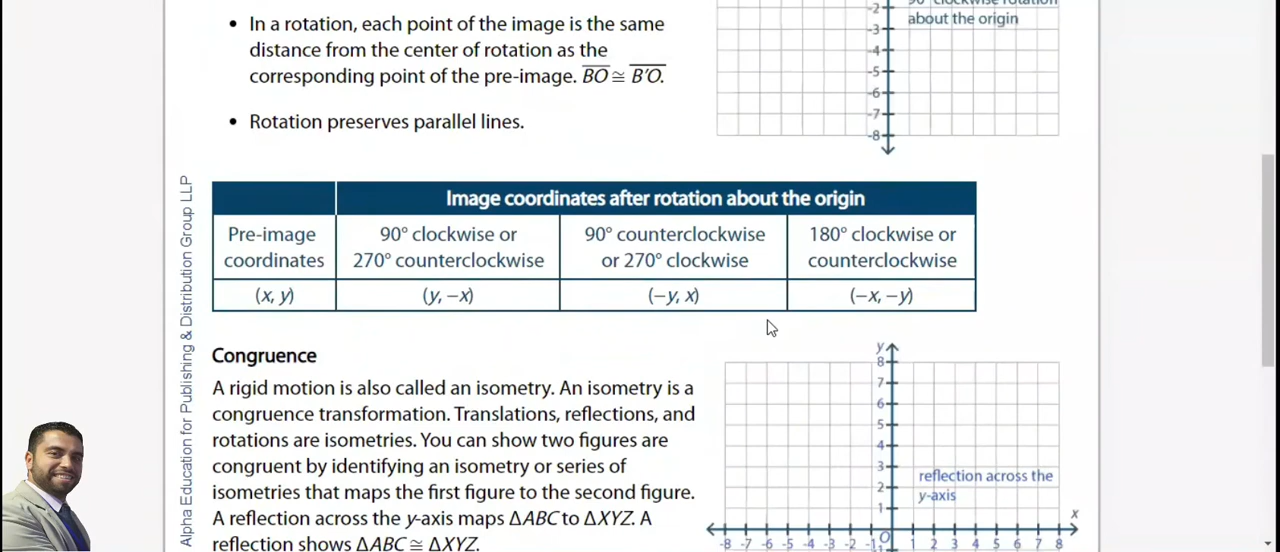 • In a rotation, each point of the image is the same
distance from the center of rotation as the
corresponding point of the pre-image. BO ≅ B′O.
• Rotation preserves parallel lines.
-2
90° clockwise rotation
about the origin
-3
-4
-5
-6
-7
-8
Alpha Education for Publishing & Distribution Group LLP
Image coordinates after rotation about the origin
Pre-image
coordinates
90° clockwise or
270° counterclockwise
90° counterclockwise
or 270° clockwise
180° clockwise or
counterclockwise
(x, y)
(y, −x)
(−y, x)
(−x, −y)
Congruence
A rigid motion is also called an isometry. An isometry is a
congruence transformation. Translations, reflections, and
rotations are isometries. You can show two figures are
congruent by identifying an isometry or series of
isometries that maps the first figure to the second figure.
A reflection across the y-axis maps ΔABC to ΔXYZ. A
reflection shows ΔABC ≅ ΔXYZ.
y
8
7
6
5
4
3
2
1
reflection across the
y-axis
x
-8 -7 -6 -5 -4 -3 -2 -1 O 1 2 3 4 5 6 7 8